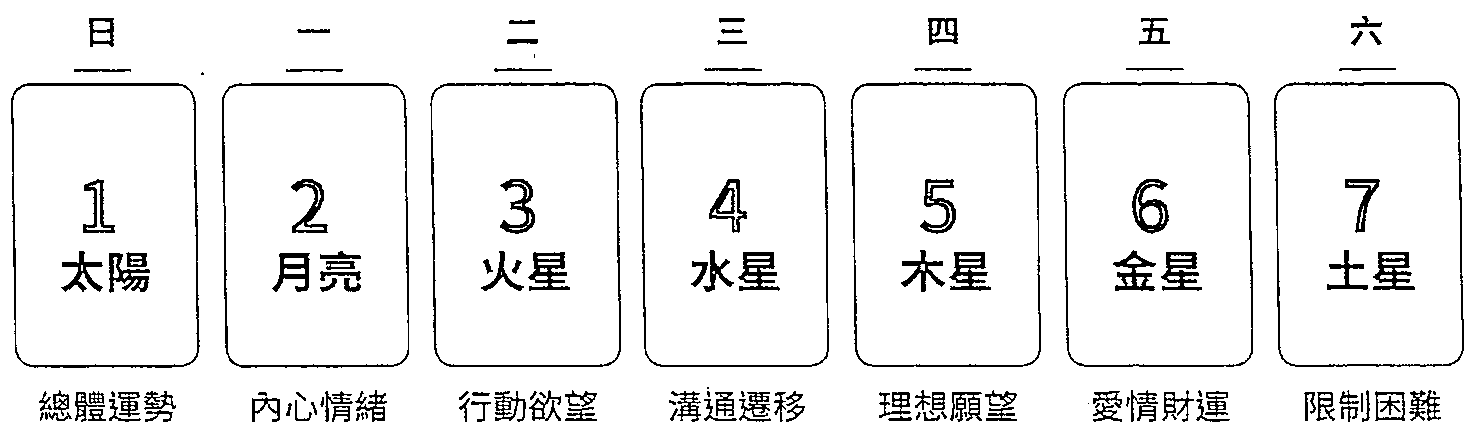 日 一 二 三 四 五 六
1 2 3 4 5 6 7
太陽 月亮 火星 水星 木星 金星 土星
總體運勢 內心情緒 行動欲望 溝通遷移 理想願望 愛情財運 限制困難